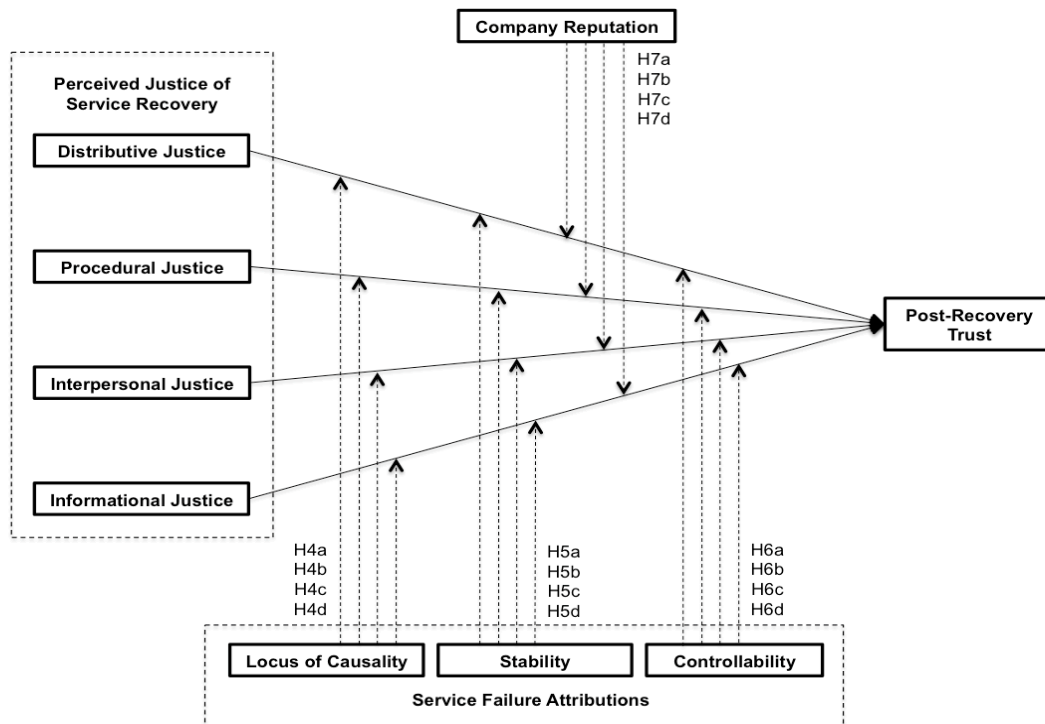 Company Reputation
H7a
H7b
H7c
H7d
Perceived Justice of
Service Recovery
Distributive Justice
Procedural Justice
Interpersonal Justice
Informational Justice
Post-Recovery
Trust
H4a
H4b
H4c
H4d
H5a
H5b
H5c
H5d
H6a
H6b
H6c
H6d
Locus of Causality
Stability
Controllability
Service Failure Attributions